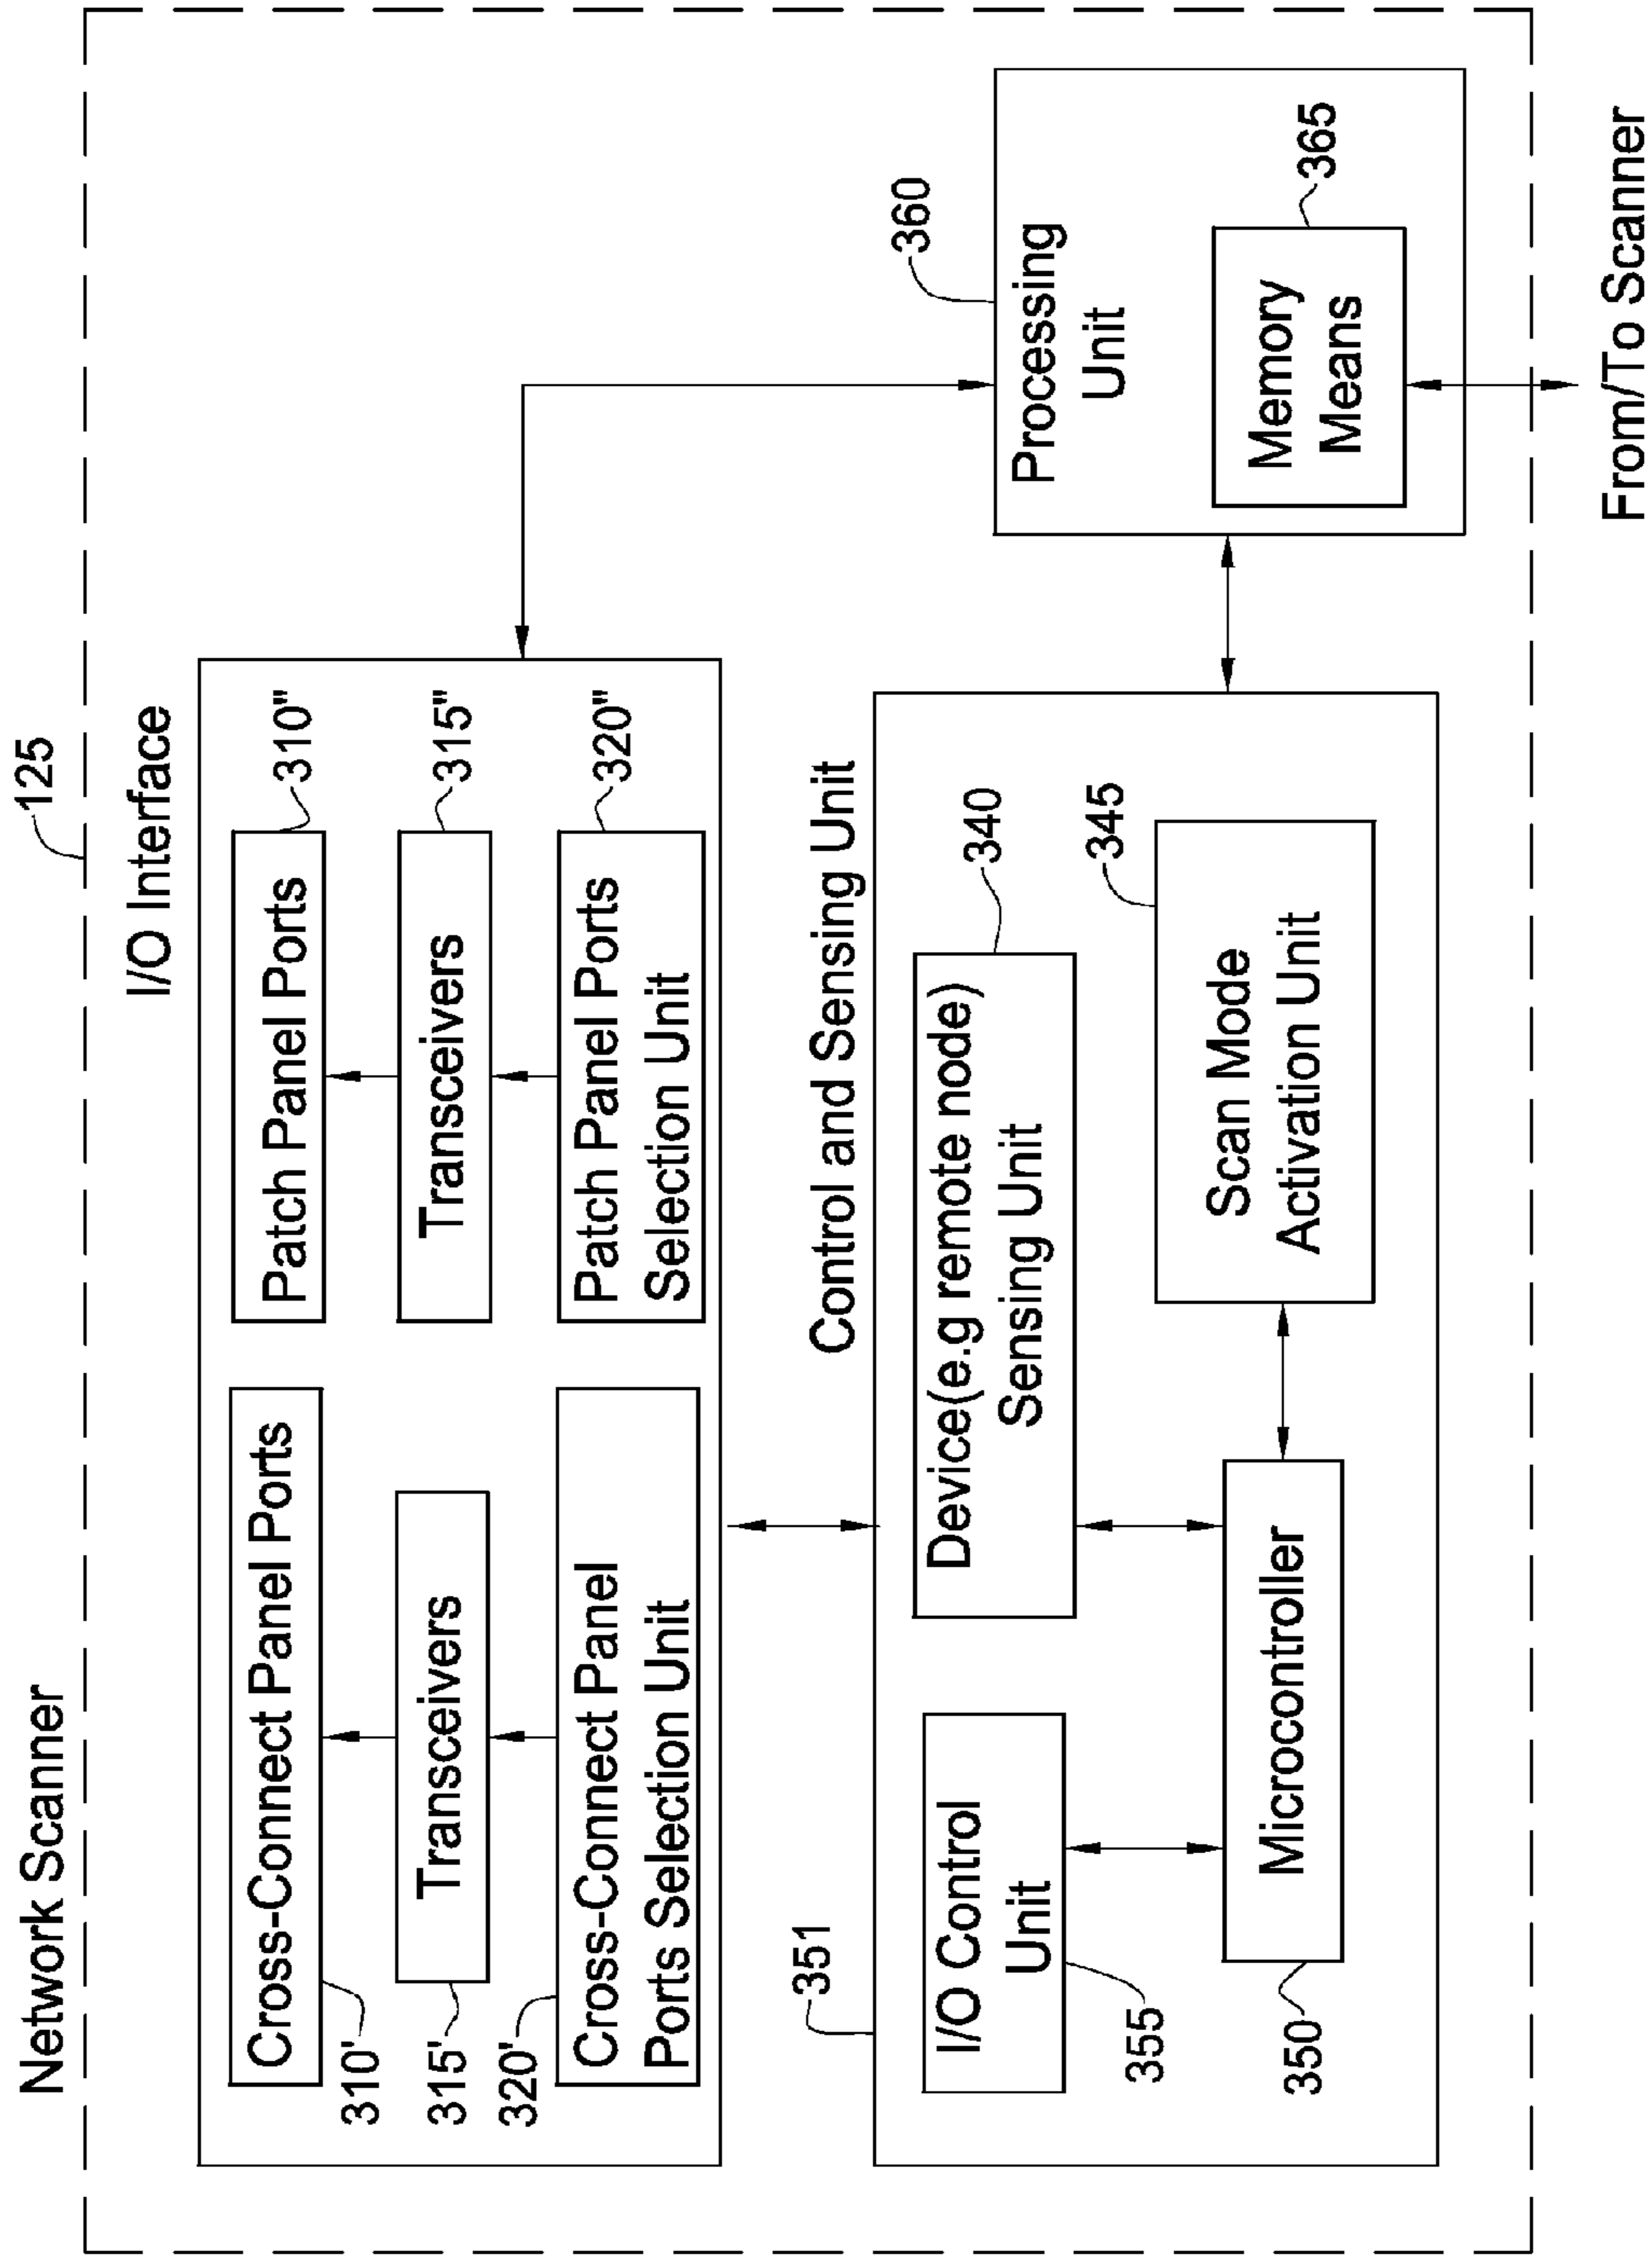 Network Scanner
125
I/O Interface
Cross-Connect Panel Ports
310'
Transceivers
315'
Cross-Connect Panel
Ports Selection Unit
320'
Patch Panel Ports
310"
Transceivers
315"
Patch Panel Ports
Selection Unit
320"
Control and Sensing Unit
351
I/O Control
Unit
355
Device(e.g remote node)
Sensing Unit
340
Microcontroller
350
Scan Mode
Activation Unit
345
Processing
Unit
360
Memory
Means
365
From/To Scanner